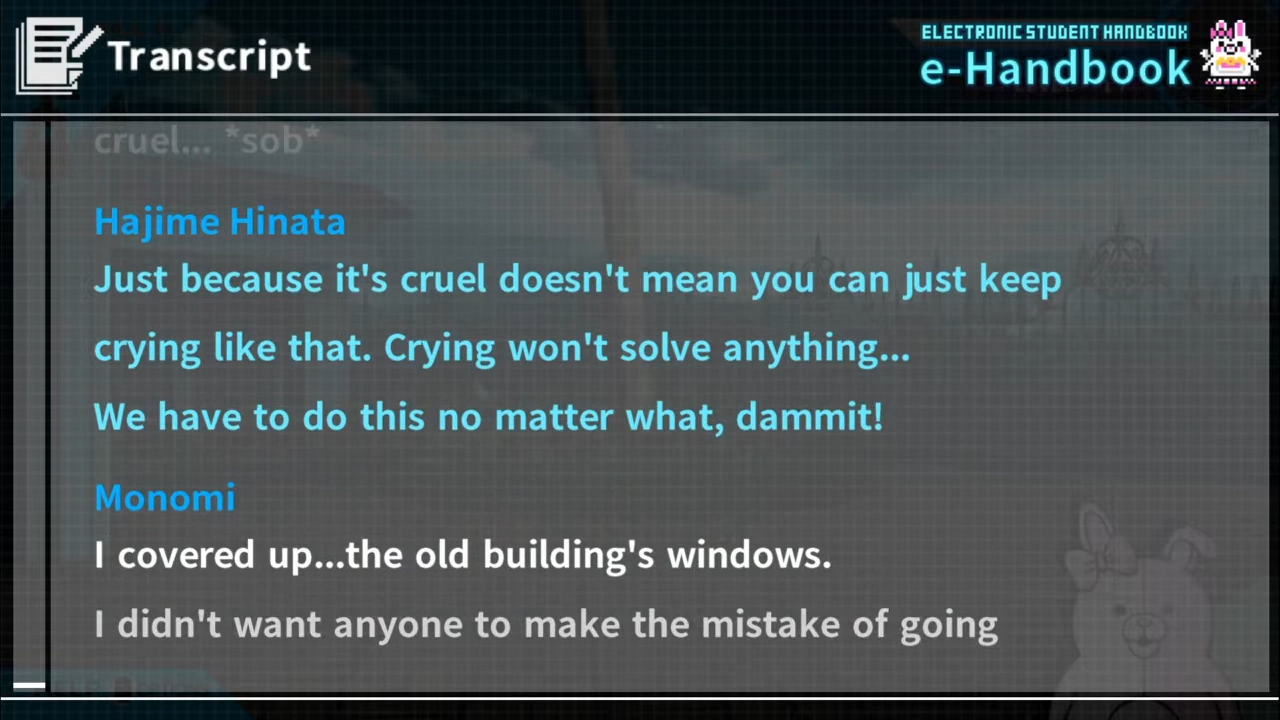 Transcript
ELECTRONIC STUDENT HANDBOOK
e-Handbook
cruel... *sob*
Hajime Hinata
Just because it's cruel doesn't mean you can just keep
crying like that. Crying won't solve anything...
We have to do this no matter what, dammit!
Monomi
I covered up...the old building's windows.
I didn't want anyone to make the mistake of going